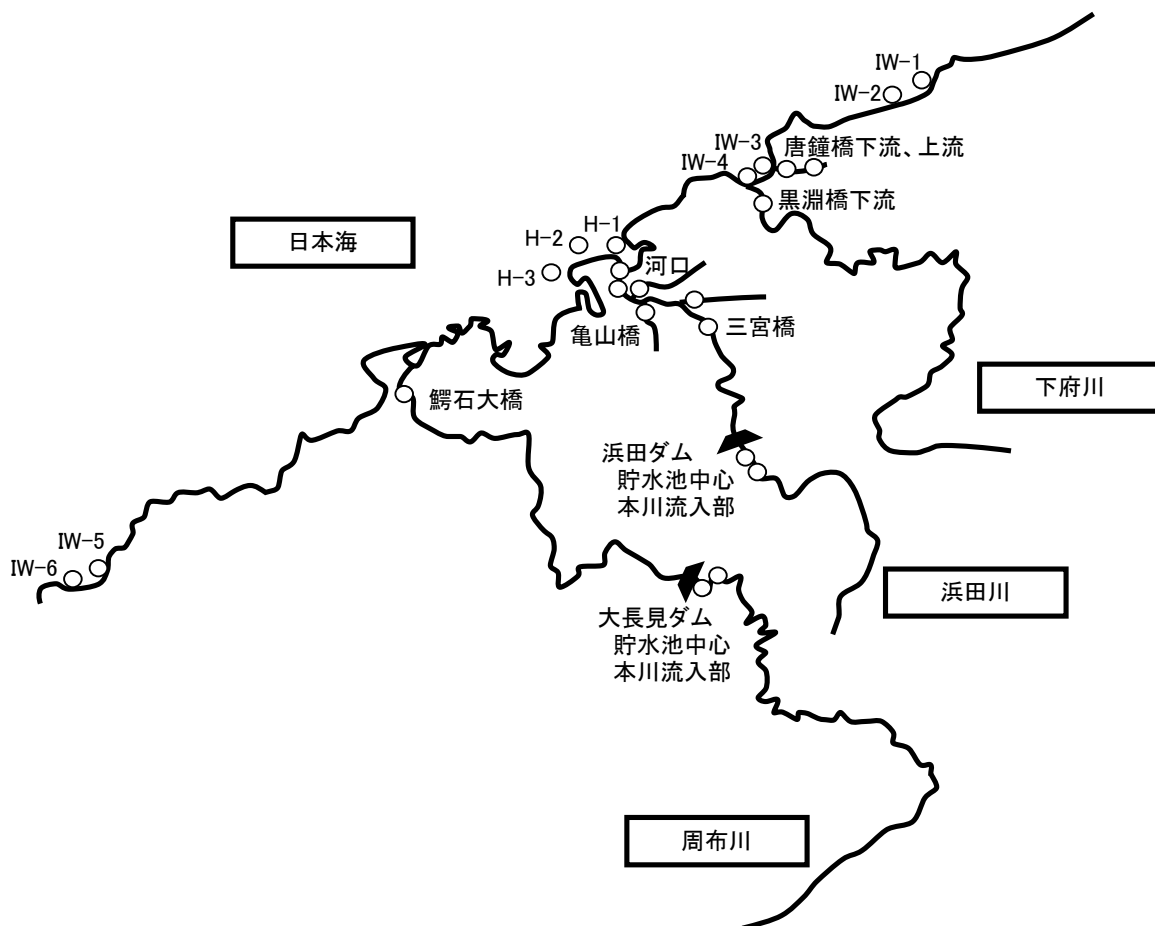 IW-1
IW-2
IW-3
唐鐘橋下流、上流
IW-4
黒淵橋下流
日本海
H-1
H-2
河口
H-3
亀山橋
三宮橋
下府川
鰐石大橋
浜田ダム
貯水池中心
本川流入部
IW-5
IW-6
浜田川
大長見ダム
貯水池中心
本川流入部
周布川